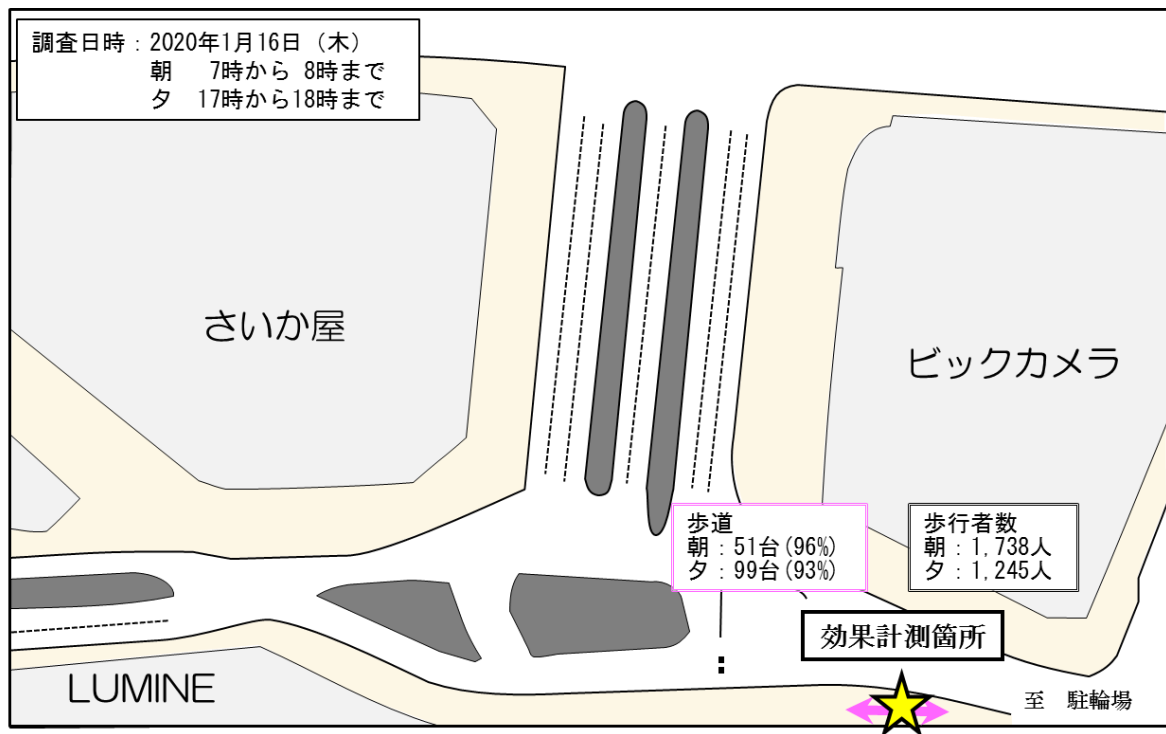 調査日時：2020年1月16日（木）
朝　7時から 8時まで
夕　17時から18時まで
さいか屋
ビックカメラ
歩道
朝：51台(96%)
夕：99台(93%)
歩行者数
朝：1,738人
夕：1,245人
効果計測箇所
LUMINE
至　駐輪場